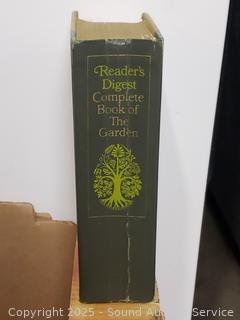 Reader's
Digest
Complete
Book of
The
Garden
Copyright © 2025 - Sound Auction Service